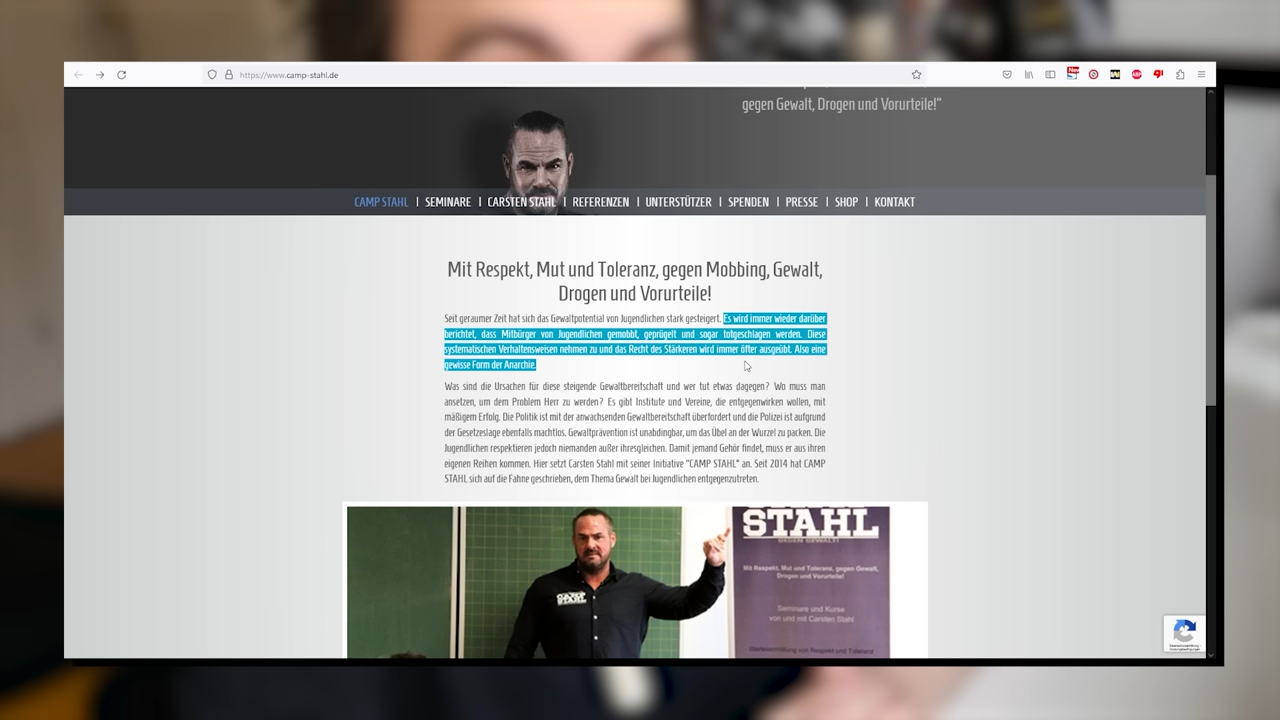 https://www.camp-stahl.de
gegen Gewalt, Drogen und Vorurteile!"
CAMP STAHL | SEMINARE | CARSTEN STAHL | REFERENZEN | UNTERSTÜTZER | SPENDEN | PRESSE | SHOP | KONTAKT
Mit Respekt, Mut und Toleranz, gegen Mobbing, Gewalt,
Drogen und Vorurteile!
Seit geraumer Zeit hat sich das Gewaltpotential von Jugendlichen stark gesteigert. Es wird immer wieder darüber
berichtet, dass Mitbürger von Jugendlichen gemobbt, geprügelt und sogar totgeschlagen werden. Diese
systematischen Verhaltensweisen nehmen zu und das Recht des Stärkeren wird immer öfter ausgeübt. Also eine
gewisse Form der Anarchie.
Was sind die Ursachen für diese steigende Gewaltbereitschaft und wer tut etwas dagegen? Wo muss man
ansetzen, um dem Problem Herr zu werden? Es gibt Institute und Vereine, die entgegenwirken wollen, mit
mäßigem Erfolg. Die Politik ist mit der anwachsenden Gewaltbereitschaft überfordert und die Polizei ist aufgrund
der Gesetzeslage ebenfalls machtlos. Gewaltprävention ist unabdingbar, um das Übel an der Wurzel zu packen. Die
Jugendlichen respektieren jedoch niemanden außer ihresgleichen. Damit jemand Gehör findet, muss er aus ihren
eigenen Reihen kommen. Hier setzt Carsten Stahl mit seiner Initiative "CAMP STAHL" an. Seit 2014 hat CAMP
STAHL sich auf die Fahne geschrieben, dem Thema Gewalt bei Jugendlichen entgegenzutreten.
STAHL
GEGEN GEWALT!
Mit Respekt, Mut und Toleranz, gegen Gewalt,
Drogen und Vorurteile!
CAMP
STAHL
Seminare und Kurse
von und mit Carsten Stahl
Wertevermittlung von Respekt und Toleranz